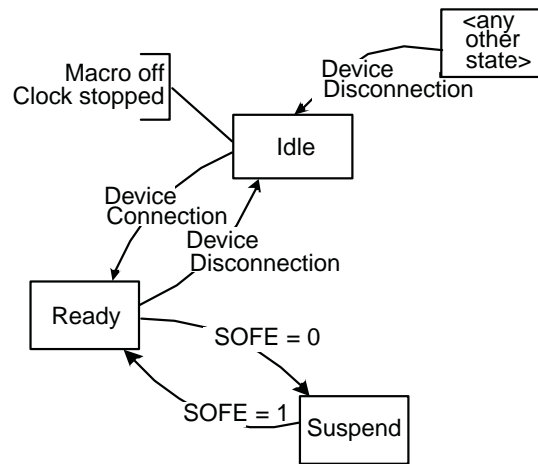 <any
other
state>
Macro off
Clock stopped
Device
Disconnection
Idle
Device
Connection
Device
Disconnection
Ready
SOFE = 0
SOFE = 1
Suspend